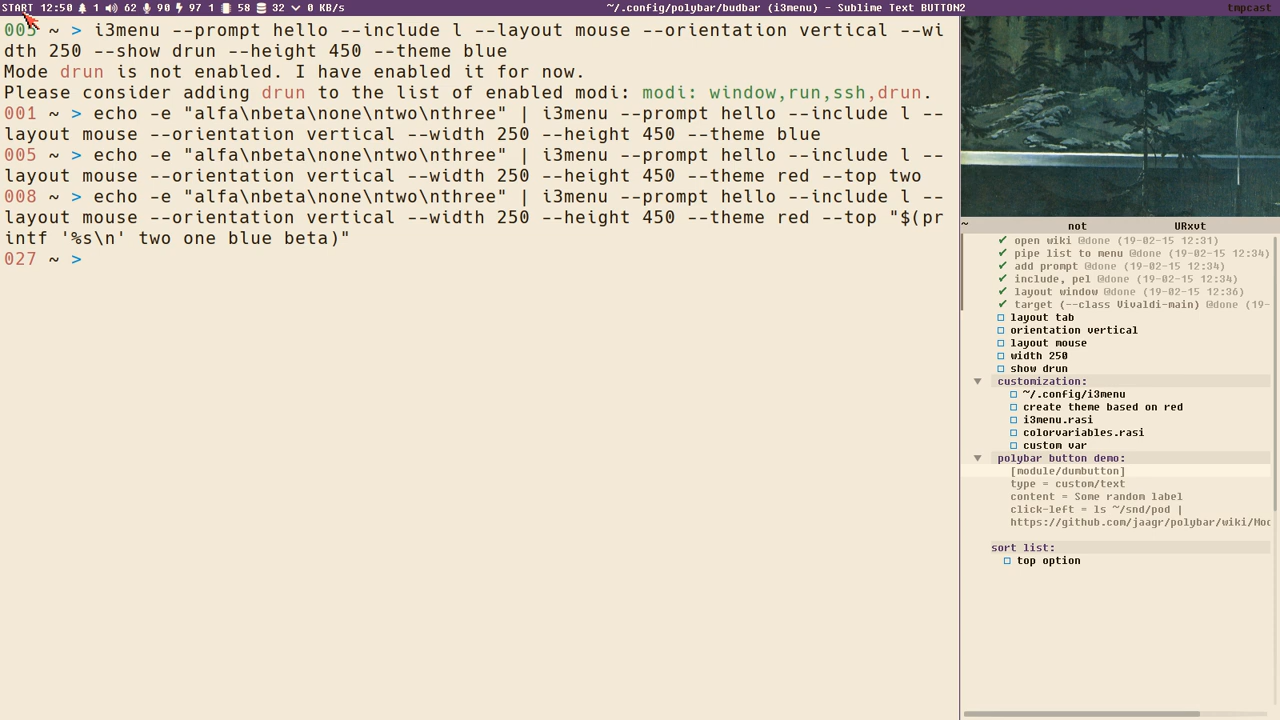 START 12:50 1 62 90 97 1 58 32 0 KB/s
~/.config/polybar/budbar (i3menu) - Sublime Text BUTTON2
tmpcast
005 ~ > i3menu --prompt hello --include l --layout mouse --orientation vertical --wi
dth 250 --show drun --height 450 --theme blue
Mode drun is not enabled. I have enabled it for now.
Please consider adding drun to the list of enabled modi: modi: window,run,ssh,drun.
001 ~ > echo -e "alfa\nbeta\none\ntwo\nthree" | i3menu --prompt hello --include l --
layout mouse --orientation vertical --width 250 --height 450 --theme blue
005 ~ > echo -e "alfa\nbeta\none\ntwo\nthree" | i3menu --prompt hello --include l --
layout mouse --orientation vertical --width 250 --height 450 --theme red --top two
008 ~ > echo -e "alfa\nbeta\none\ntwo\nthree" | i3menu --prompt hello --include l --
layout mouse --orientation vertical --width 250 --height 450 --theme red --top "$(pr
intf '%s\n' two one blue beta)"
027 ~ >
~ not URxvt
✔ open wiki @done (19-02-15 12:31)
✔ pipe list to menu @done (19-02-15 12:34)
✔ add prompt @done (19-02-15 12:34)
✔ include, pel @done (19-02-15 12:34)
✔ layout window @done (19-02-15 12:36)
✔ target (--class Vivaldi-main) @done (19-
layout tab
orientation vertical
layout mouse
width 250
show drun
customization:
~/.config/i3menu
create theme based on red
i3menu.rasi
colorvariables.rasi
custom var
polybar button demo:
[module/dumbutton]
type = custom/text
content = Some random label
click-left = ls ~/snd/pod |
https://github.com/jaagr/polybar/wiki/Mod
sort list:
top option